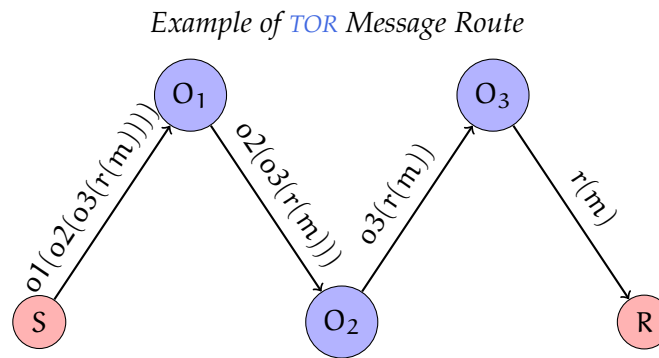 Example of TOR Message Route
O1
O3
o1(o2(o3(r(m))))
o2(o3(r(m)))
o3(r(m))
r(m)
S
O2
R